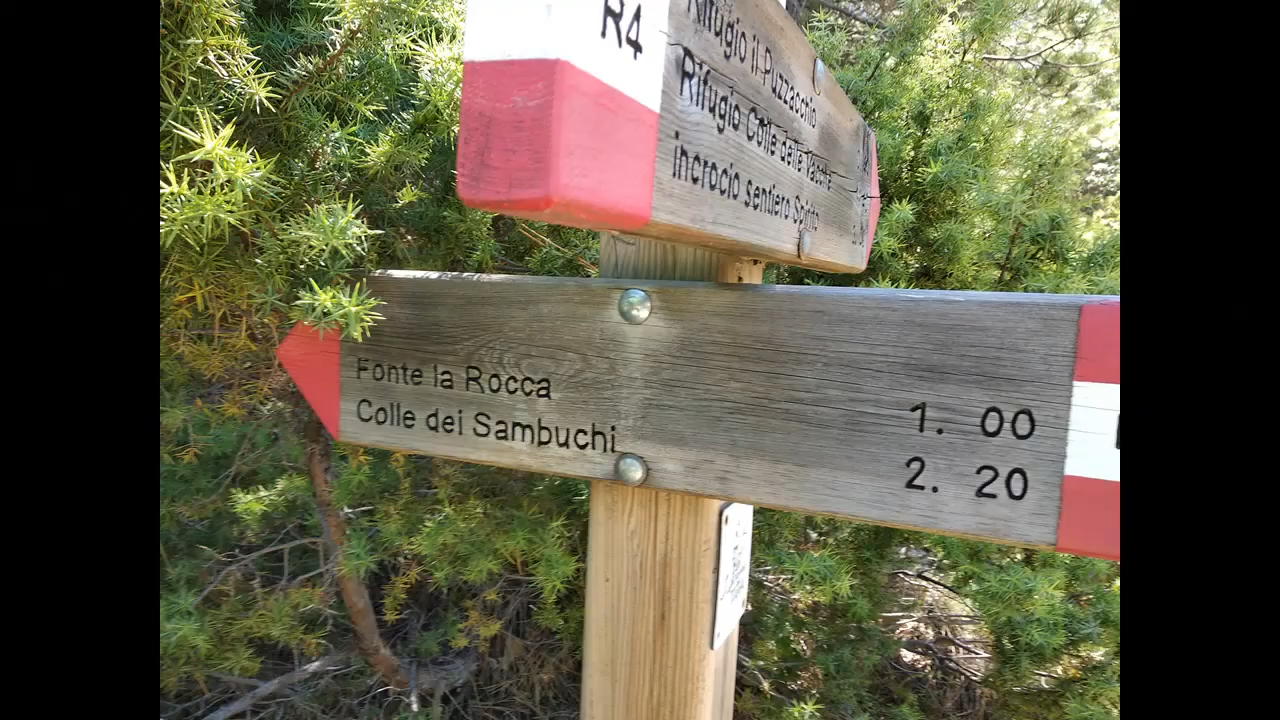 R4
Rifugio il Puzzacchio
Rifugio Colle delle Vacche
incrocio sentiero Spirito
Fonte la Rocca 1. 00
Colle dei Sambuchi 2. 20